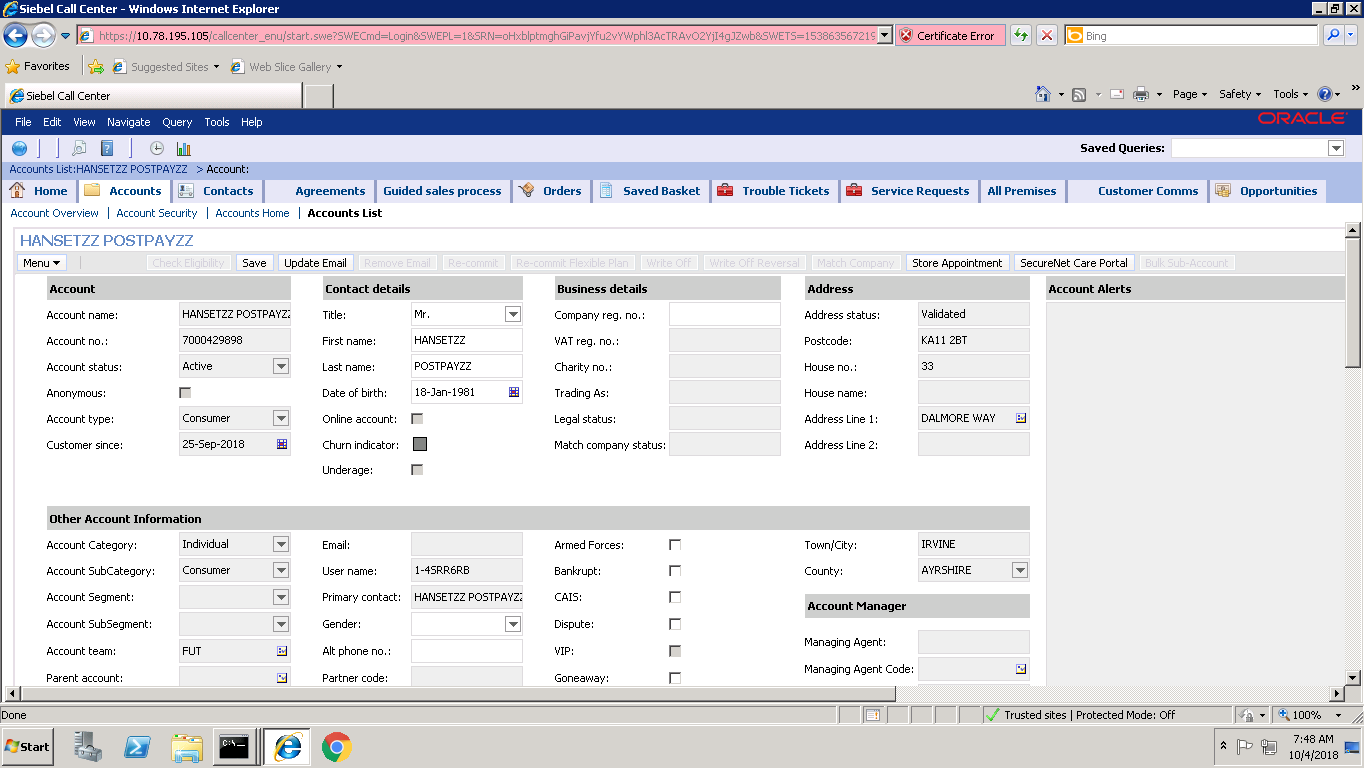 Siebel Call Center - Windows Internet Explorer
https://10.78.195.105/callcenter_enu/start.swe?SWECmd=Login&SWEPL=1&SRN= Certificate Error Bing
Favorites Suggested Sites Web Slice Gallery
Siebel Call Center Page Safety Tools »
File Edit View Navigate Query Tools Help ORACLE
Saved Queries:
Accounts List:HANSETZZ POSTPAYZZ > Account:
Home Accounts Contacts Agreements Guided sales process Orders Saved Basket Trouble Tickets Service Requests All Premises Customer Comms Opportunities
Account Overview | Account Security | Accounts Home | Accounts List
HANSETZZ POSTPAYZZ
Menu Check Eligibility Save Update Email Remove Email Re-commit Re-commit Flexible Plan Write Off Write Off Reversal Match Company Store Appointment SecureNet Care Portal Bulk Sub-Account
Account Contact details Business details Address Account Alerts
Account name: HANSETZZ POSTPAYZZ Title: Mr. Company reg. no.: Address status: Validated
Account no.: 7000429898 First name: HANSETZZ VAT reg. no.: Postcode: KA11 2BT
Account status: Active Last name: POSTPAYZZ Charity no.: House no.: 33
Anonymous: Date of birth: 18-Jan-1981 Trading As: House name:
Account type: Consumer Online account: Legal status: Address Line 1: DALMORE WAY
Customer since: 25-Sep-2018 Churn indicator: Match company status: Address Line 2:
Underage:
Other Account Information
Account Category: Individual Email: Armed Forces: Town/City: IRVINE
Account SubCategory: Consumer User name: 1-4SRR6RB Bankrupt: County: AYRSHIRE
Account Segment: Primary contact: HANSETZZ POSTPAYZZ CAIS: Account Manager
Account SubSegment: Gender: Dispute:
Account team: FUT Alt phone no.: VIP: Managing Agent:
Parent account: Partner code: Goneaway: Managing Agent Code:
Done Trusted sites | Protected Mode: Off 100%
Start C:\ 7:48 AM
10/4/2018